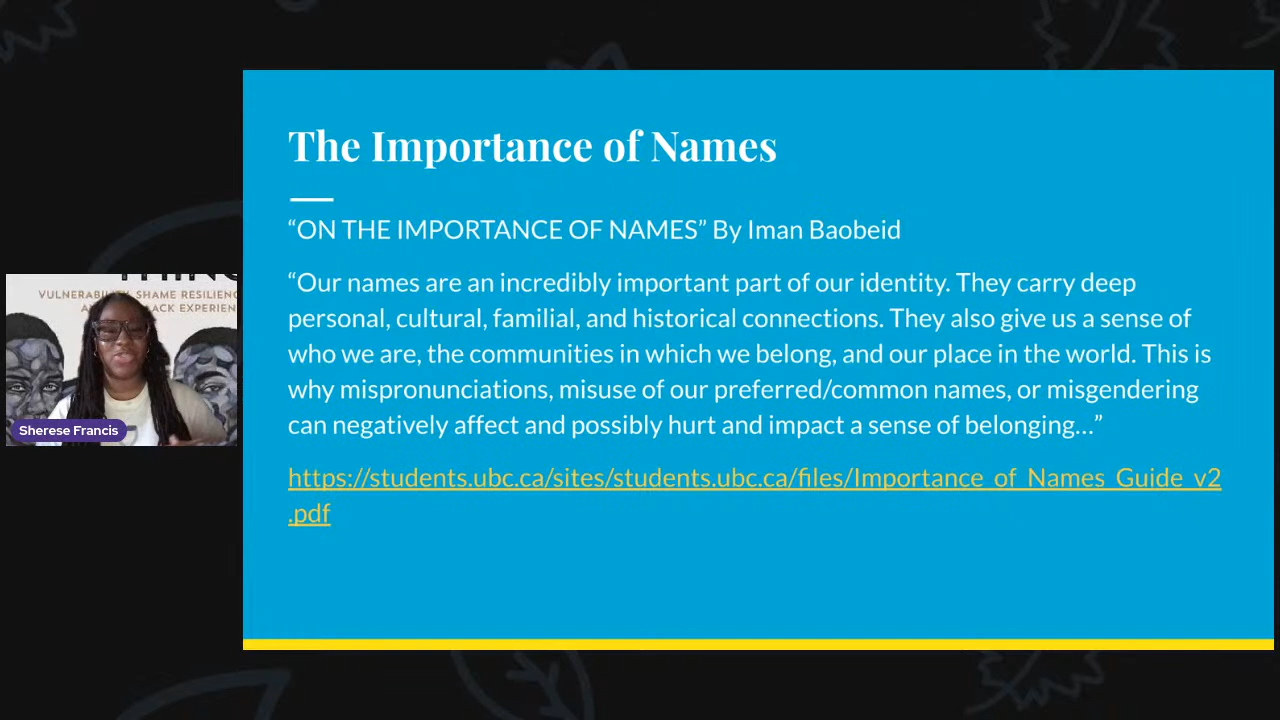 The Importance of Names
“ON THE IMPORTANCE OF NAMES” By Iman Baobeid
“Our names are an incredibly important part of our identity. They carry deep
personal, cultural, familial, and historical connections. They also give us a sense of
who we are, the communities in which we belong, and our place in the world. This is
why mispronunciations, misuse of our preferred/common names, or misgendering
can negatively affect and possibly hurt and impact a sense of belonging…”
https://students.ubc.ca/sites/students.ubc.ca/files/Importance_of_Names_Guide_v2
.pdf
VULNERABILITY, SHAME RESILIENC
ACK EXPERIEN
Sherese Francis